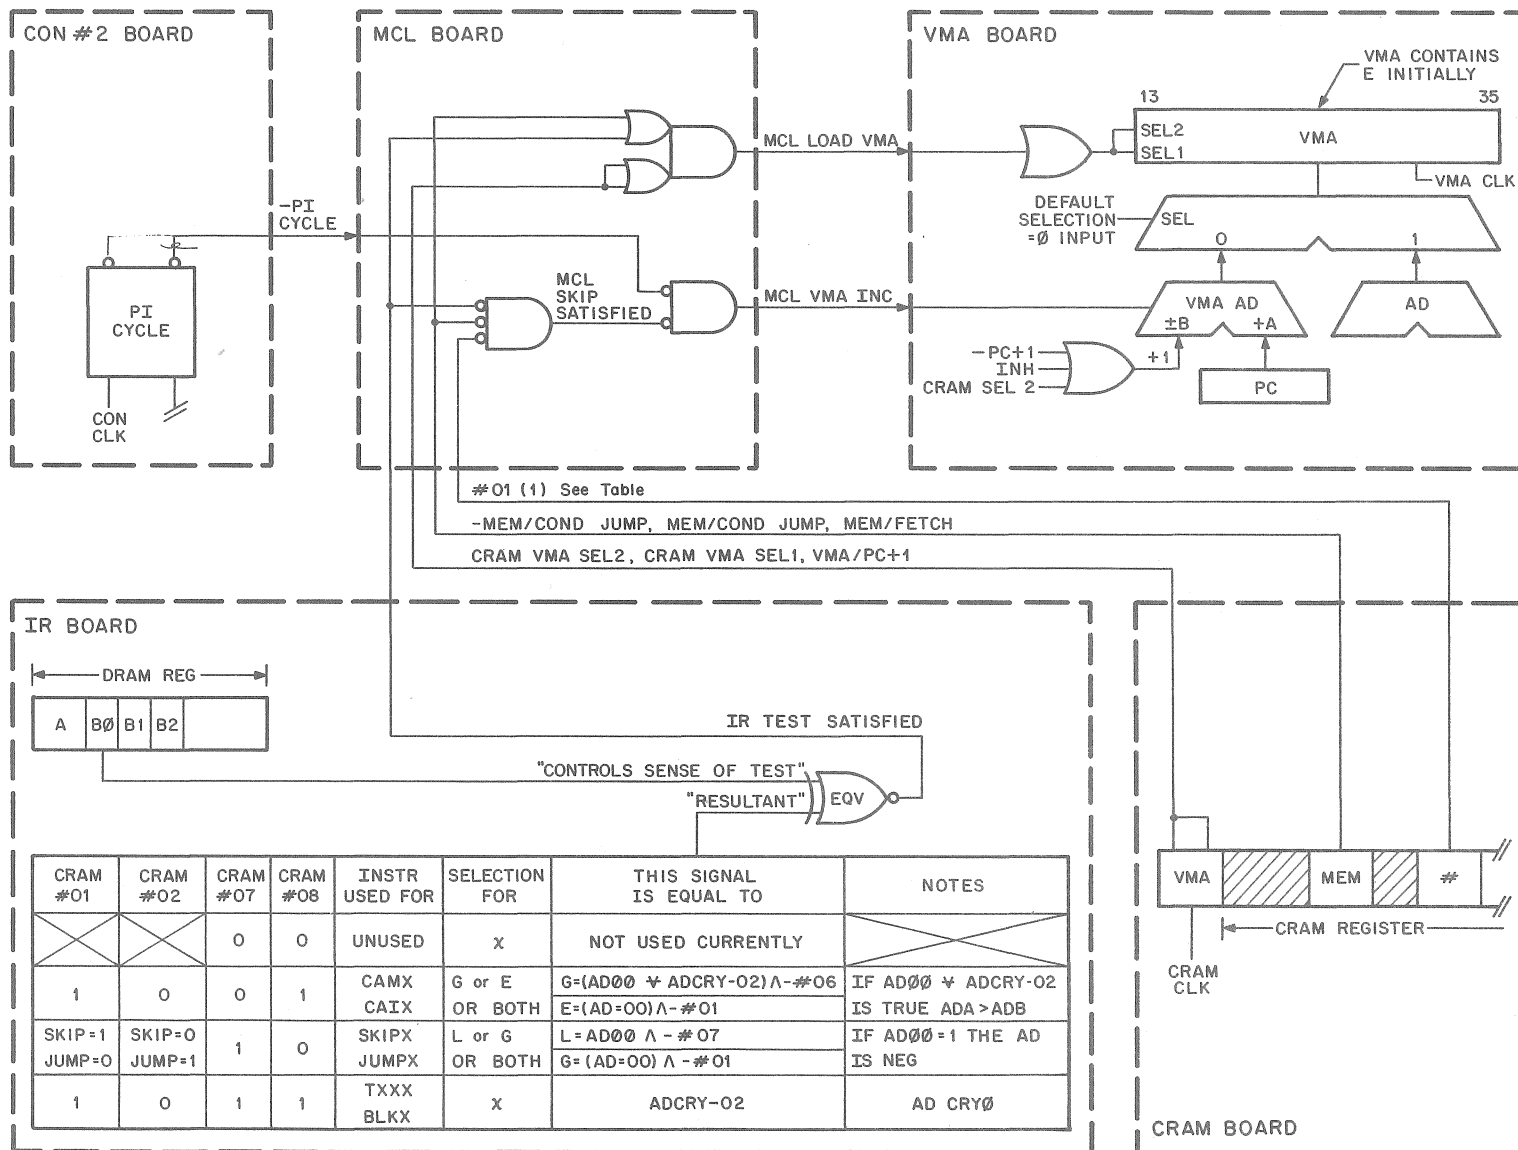 CON #2 BOARD
MCL BOARD
VMA BOARD
VMA CONTAINS
E INITIALLY
13
35
SEL2
SEL1
VMA
MCL LOAD VMA
VMA CLK
-PI
CYCLE
DEFAULT
SELECTION
=Ø INPUT
SEL
0
1
MCL
SKIP
SATISFIED
MCL VMA INC
VMA AD
±B
+A
AD
PI
CYCLE
-PC+1
INH
CRAM SEL 2
+1
PC
CON
CLK
#01 (1) See Table
-MEM/COND JUMP, MEM/COND JUMP, MEM/FETCH
CRAM VMA SEL2, CRAM VMA SEL1, VMA/PC+1
IR BOARD
DRAM REG
A BØ B1 B2
IR TEST SATISFIED
"CONTROLS SENSE OF TEST"
"RESULTANT"
EQV
CRAM #01 CRAM #02 CRAM #07 CRAM #08 INSTR USED FOR SELECTION FOR THIS SIGNAL IS EQUAL TO NOTES
0 0 UNUSED X NOT USED CURRENTLY
1 0 0 1 CAMX CAIX G or E OR BOTH G=(ADØØ ⊻ ADCRY-02)∧-#06 E=(AD=00)∧-#01 IF ADØØ ⊻ ADCRY-02 IS TRUE ADA>ADB
SKIP=1 JUMP=0 SKIP=0 JUMP=1 1 0 SKIPX JUMPX L or G OR BOTH L=ADØØ ∧ -#07 G=(AD=00) ∧ -#01 IF ADØØ=1 THE AD IS NEG
1 0 1 1 TXXX BLKX X ADCRY-02 AD CRYØ
VMA
MEM
#
CRAM REGISTER
CRAM
CLK
CRAM BOARD